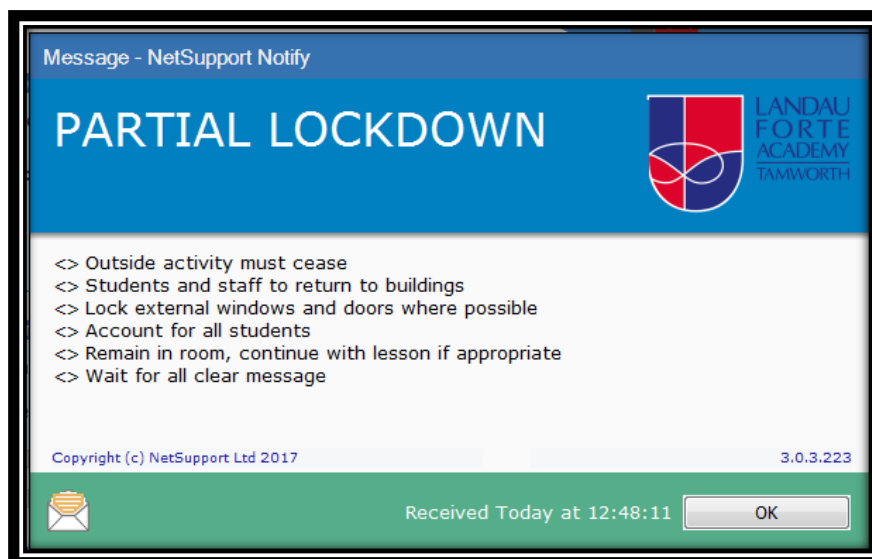 Message - NetSupport Notify
PARTIAL LOCKDOWN
LANDAU
FORTE
ACADEMY
TAMWORTH
<> Outside activity must cease
<> Students and staff to return to buildings
<> Lock external windows and doors where possible
<> Account for all students
<> Remain in room, continue with lesson if appropriate
<> Wait for all clear message
Copyright (c) NetSupport Ltd 2017
3.0.3.223
Received Today at 12:48:11
OK